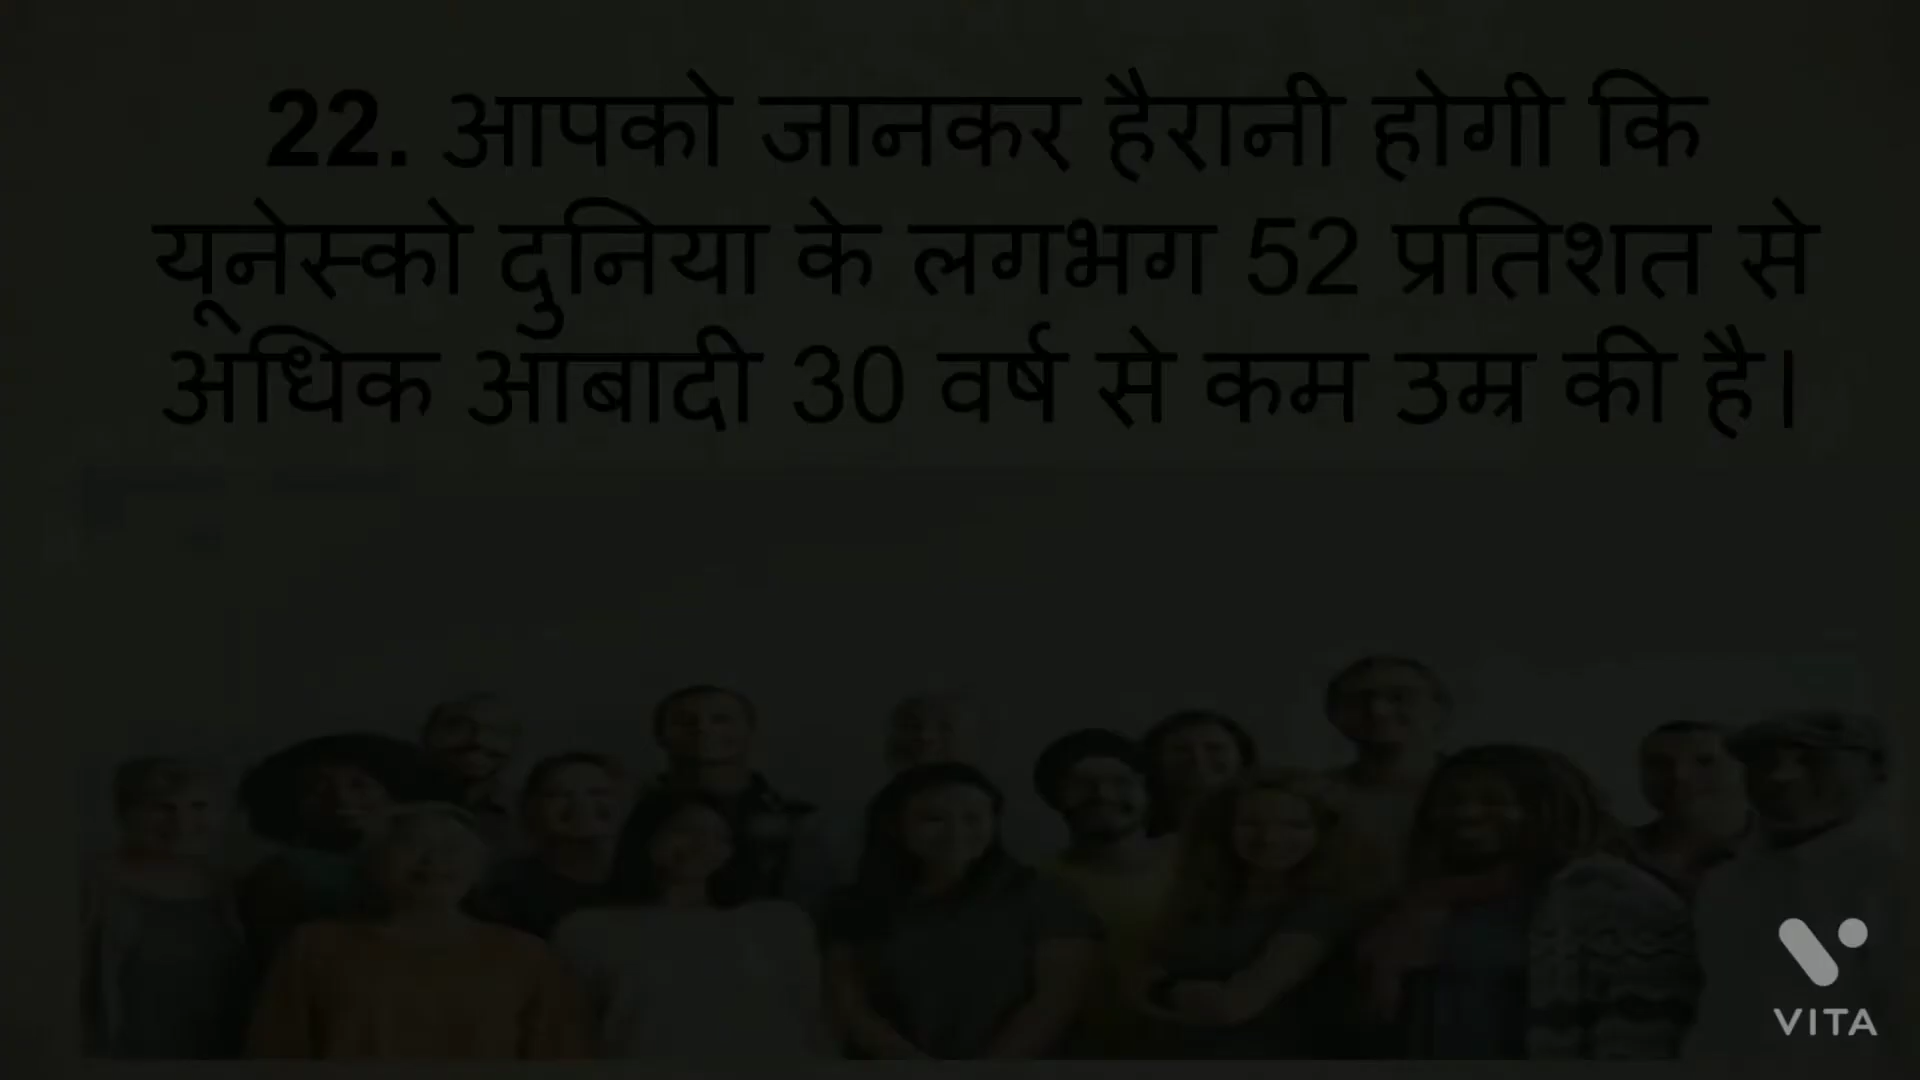 22. आपको जानकर हैरानी होगी कि
यूनेस्को दुनिया के लगभग 52 प्रतिशत से
अधिक आबादी 30 वर्ष से कम उम्र की है।
VITA